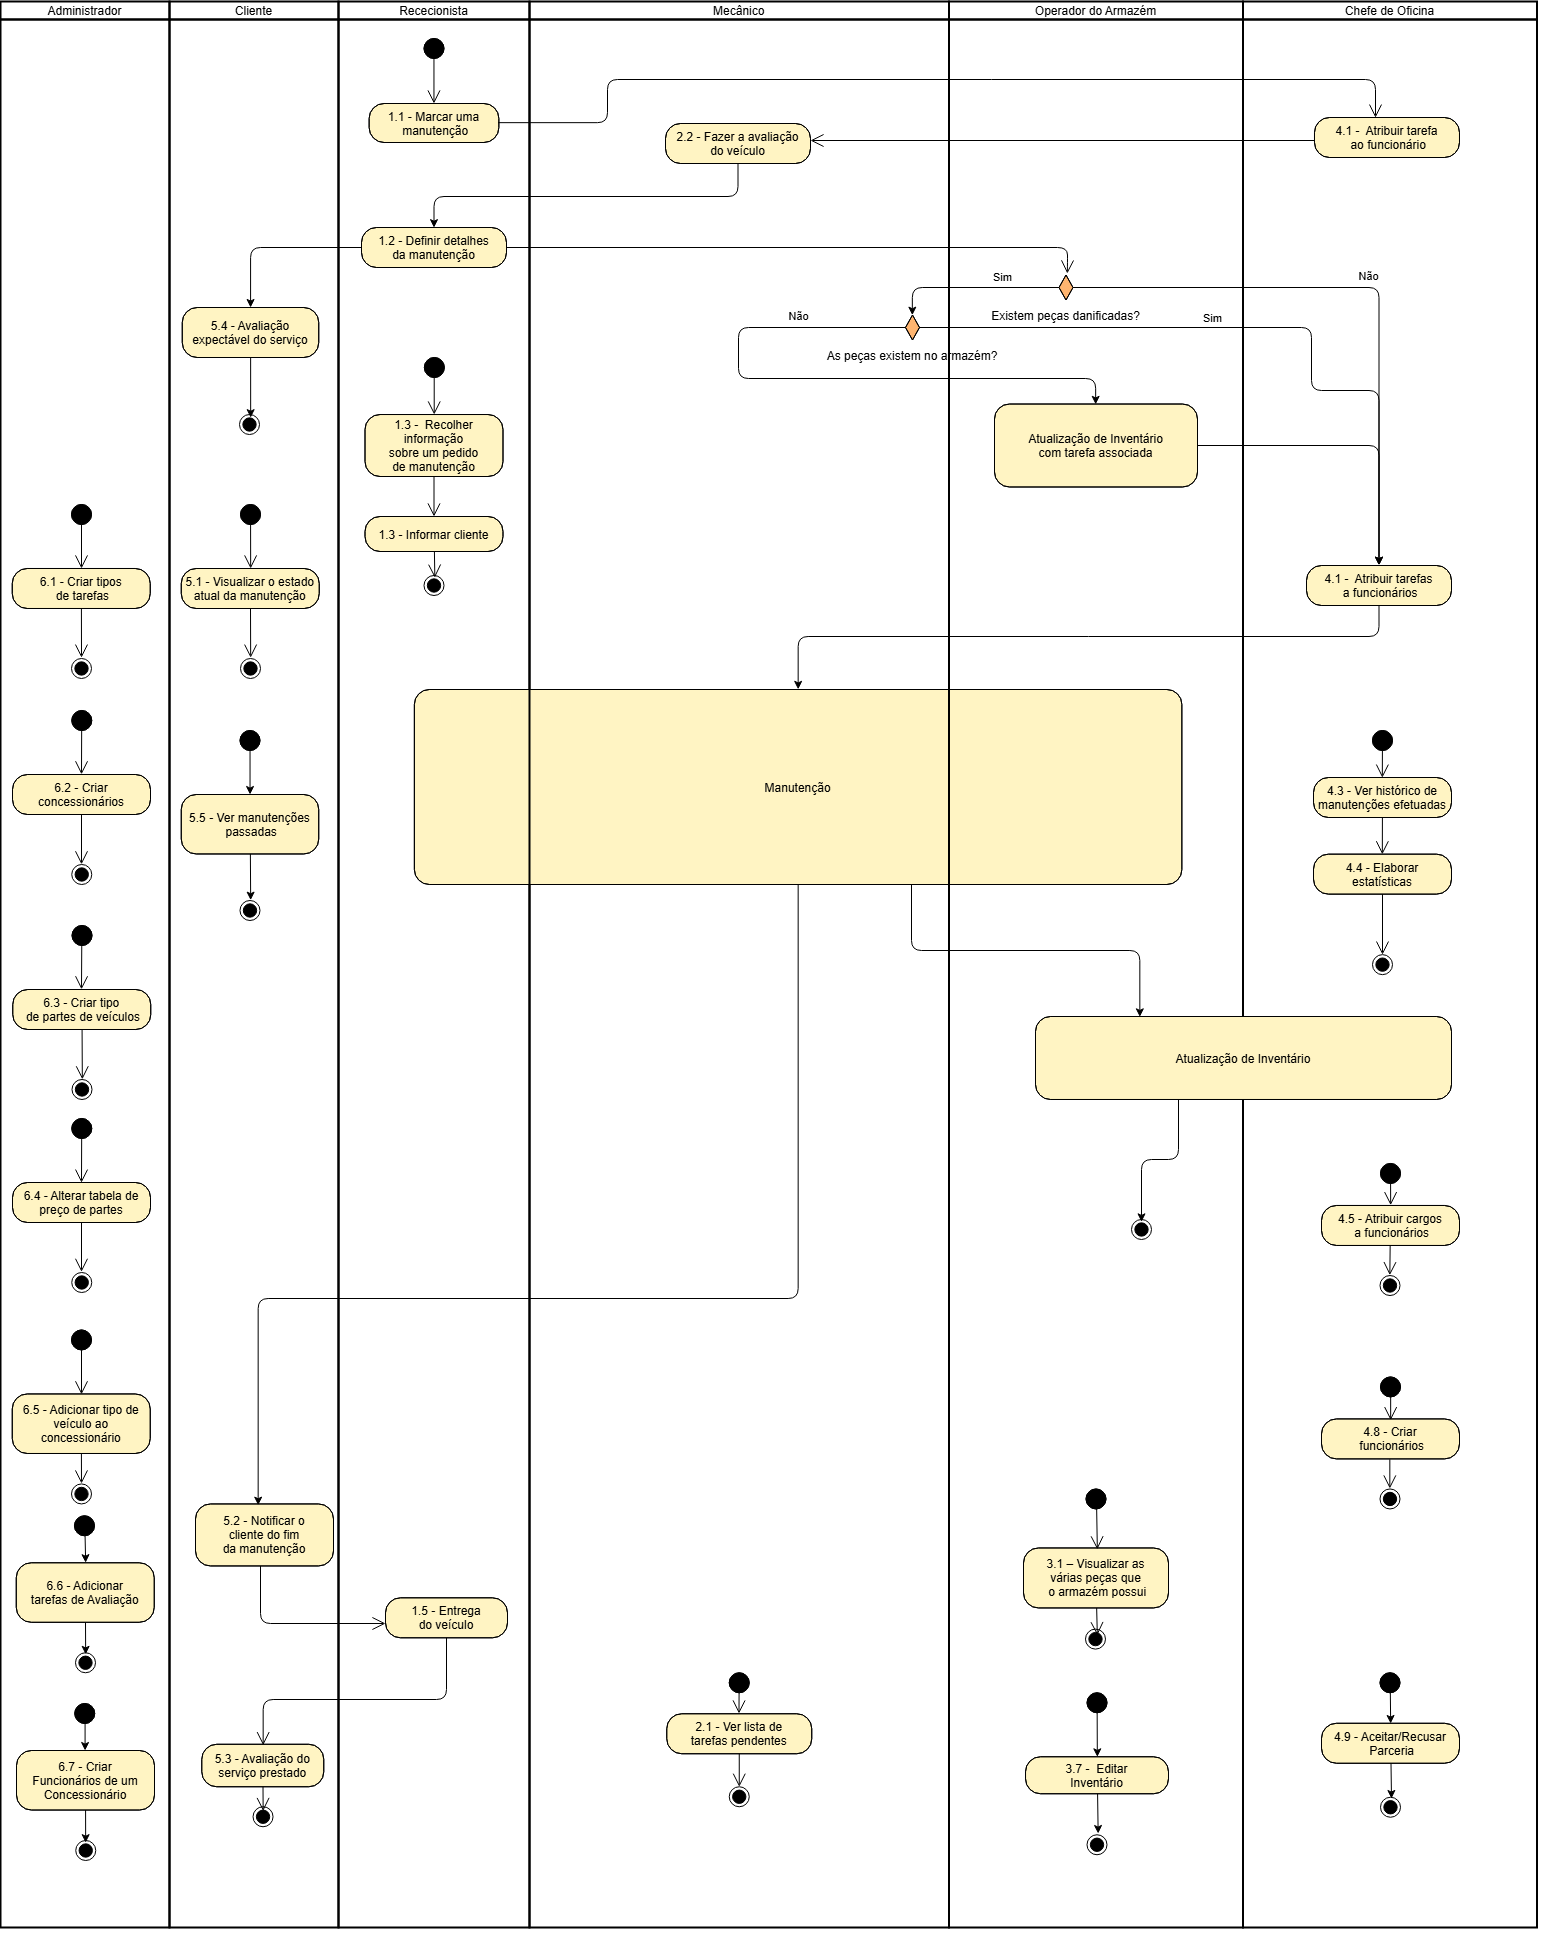 Administrador
Cliente
Rececionista
Mecânico
Operador do Armazém
Chefe de Oficina
1.1 - Marcar uma
manutenção
2.2 - Fazer a avaliação
do veículo
4.1 -  Atribuir tarefa
ao funcionário
1.2 - Definir detalhes
da manutenção
Sim
Não
5.4 - Avaliação
expectável do serviço
Não
Existem peças danificadas?
Sim
As peças existem no armazém?
1.3 -  Recolher
informação
sobre um pedido
de manutenção
Atualização de Inventário
com tarefa associada
1.3 - Informar cliente
6.1 - Criar tipos
de tarefas
5.1 - Visualizar o estado
atual da manutenção
4.1 -  Atribuir tarefas
a funcionários
Manutenção
6.2 - Criar
concessionários
5.5 - Ver manutenções
passadas
4.3 - Ver histórico de
manutenções efetuadas
4.4 - Elaborar
estatísticas
6.3 - Criar tipo
de partes de veículos
Atualização de Inventário
6.4 - Alterar tabela de
preço de partes
4.5 - Atribuir cargos
a funcionários
6.5 - Adicionar tipo de
veículo ao
concessionário
4.8 - Criar
funcionários
5.2 - Notificar o
cliente do fim
da manutenção
6.6 - Adicionar
tarefas de Avaliação
3.1 – Visualizar as
várias peças que
o armazém possui
1.5 - Entrega
do veículo
2.1 - Ver lista de
tarefas pendentes
4.9 - Aceitar/Recusar
Parceria
5.3 - Avaliação do
serviço prestado
6.7 - Criar
Funcionários de um
Concessionário
3.7 -  Editar
Inventário